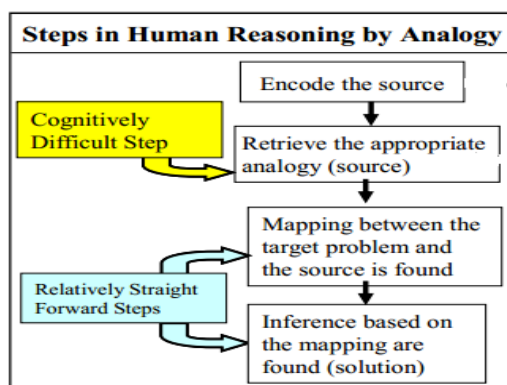 Steps in Human Reasoning by Analogy
Encode the source
Cognitively
Difficult Step
Retrieve the appropriate
analogy (source)
Mapping between the
target problem and
the source is found
Relatively Straight
Forward Steps
Inference based on
the mapping are
found (solution)